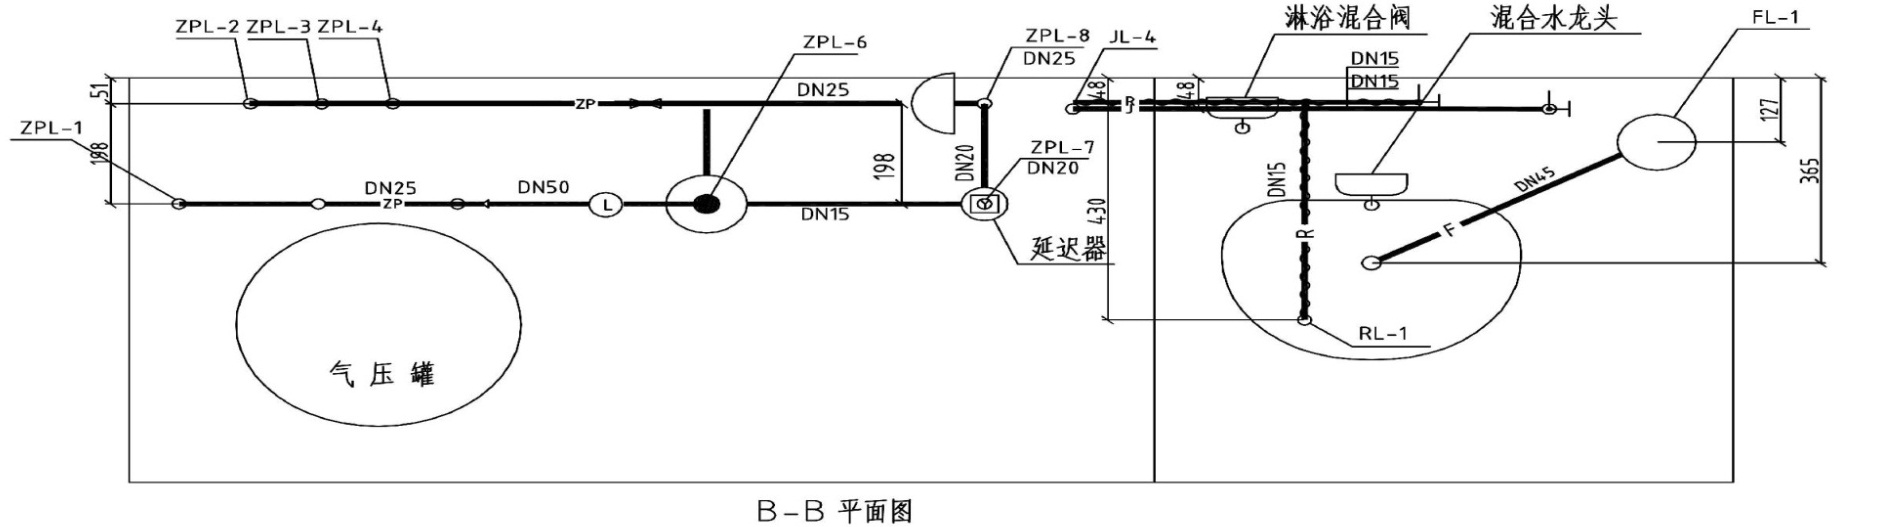 淋浴混合阀
混合水龙头
FL-1
ZPL-2 ZPL-3 ZPL-4
ZPL-6
ZPL-8
DN25
JL-4
DN15
DN15
51
ZP
DN25
48
R
J
48
127
ZPL-1
198
198
DN20
ZPL-7
DN20
DN15
DN45
365
DN25
ZP
DN50
L
DN15
430
R
F
延迟器
RL-1
气压罐
B-B 平面图